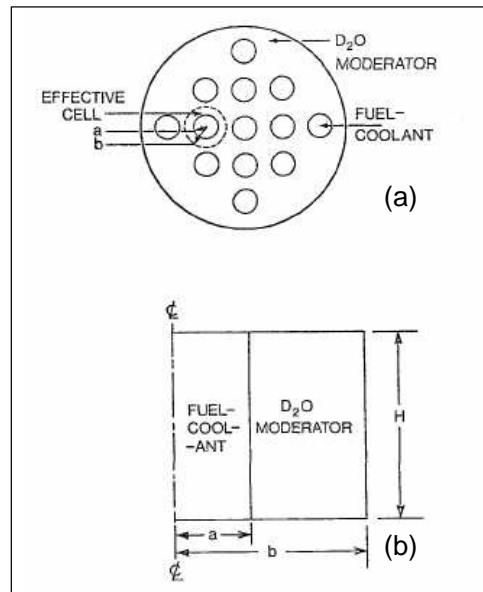 D₂O
MODERATOR
EFFECTIVE
CELL
a
b
FUEL-
COOLANT
(a)
℄
FUEL-
COOL-
-ANT
D₂O
MODERATOR
H
a
b
(b)
℄